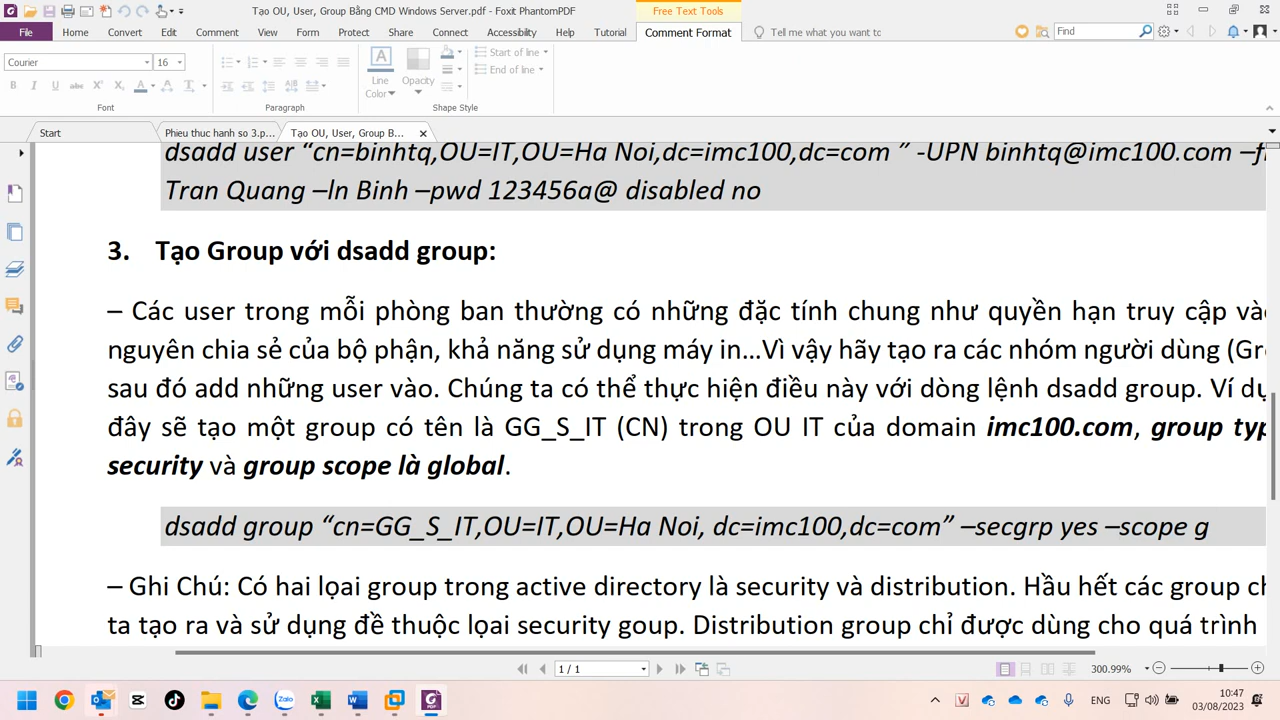 Tạo OU, User, Group Bằng CMD Windows Server.pdf - Foxit PhantomPDF
Free Text Tools
File Home Convert Edit Comment View Form Protect Share Connect Accessibility Help Tutorial Comment Format Tell me what you want tc Find
Courier 16
Line Color
Opacity
Start of line
End of line
Font Paragraph Shape Style
Start Phieu thuc hanh so 3.p... Tạo OU, User, Group B...
dsadd user “cn=binhtq,OU=IT,OU=Ha Noi,dc=imc100,dc=com ” -UPN binhtq@imc100.com –f
Tran Quang –ln Binh –pwd 123456a@ disabled no
3. Tạo Group với dsadd group:
– Các user trong mỗi phòng ban thường có những đặc tính chung như quyền hạn truy cập và
nguyên chia sẻ của bộ phận, khả năng sử dụng máy in...Vì vậy hãy tạo ra các nhóm người dùng (Gr
sau đó add những user vào. Chúng ta có thể thực hiện điều này với dòng lệnh dsadd group. Ví dụ
đây sẽ tạo một group có tên là GG_S_IT (CN) trong OU IT của domain imc100.com, group typ
security và group scope là global.
dsadd group “cn=GG_S_IT,OU=IT,OU=Ha Noi, dc=imc100,dc=com” –secgrp yes –scope g
– Ghi Chú: Có hai lọai group trong active directory là security và distribution. Hầu hết các group ch
ta tạo ra và sử dụng đề thuộc lọai security goup. Distribution group chỉ được dùng cho quá trình
1 / 1 300.99%
ENG 10:47
03/08/2023